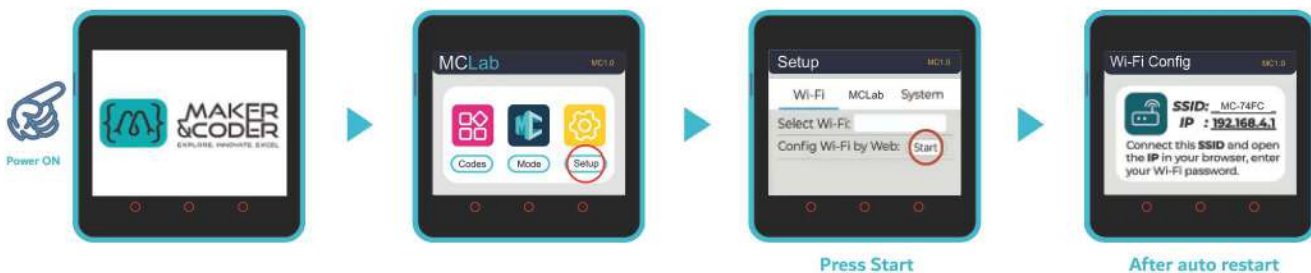 Power ON
MAKER
&CODER
EXPLORE. INNOVATE. EXCEL
MCLab MC1.0
Codes Mode Setup
Setup MC1.0
Wi-Fi MCLab System
Select Wi-Fi:
Config Wi-Fi by Web: Start
Press Start
Wi-Fi Config MC1.0
SSID: MC-74FC
IP : 192.168.4.1
Connect this SSID and open
the IP in your browser, enter
your Wi-Fi password.
After auto restart